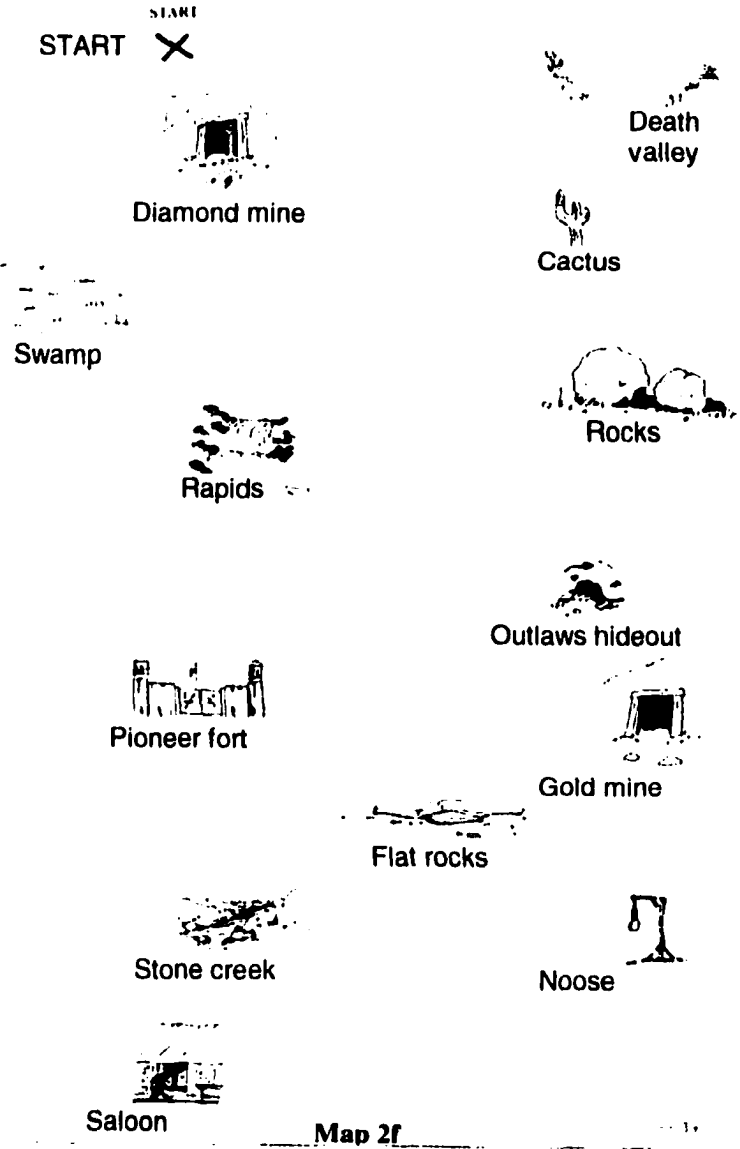 START
START
Death
valley
Diamond mine
Cactus
Swamp
Rocks
Rapids
Outlaws hideout
Pioneer fort
Gold mine
Flat rocks
Stone creek
Noose
Saloon
Map 2f